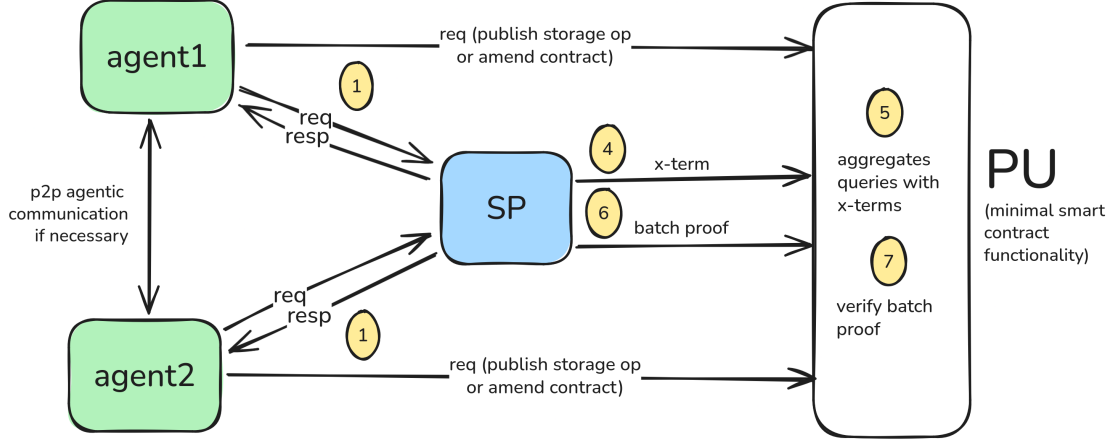 agent1
req (publish storage op
or amend contract)
1
req
resp
p2p agentic
communication
if necessary
SP
4
x-term
6
batch proof
5
aggregates
queries with
x-terms
7
verify batch
proof
PU
(minimal smart
contract
functionality)
req
resp
1
agent2
req (publish storage op
or amend contract)